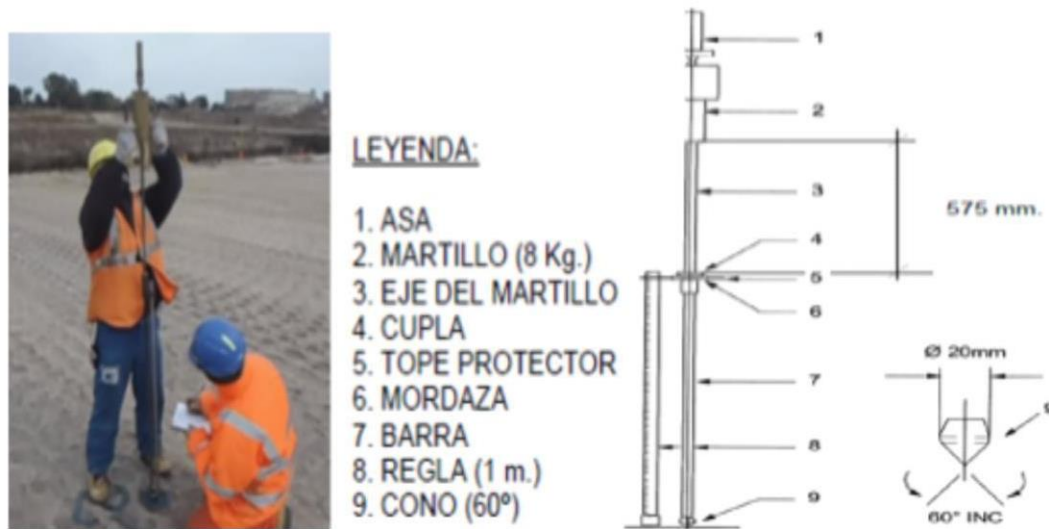 LEYENDA:
1. ASA
2. MARTILLO (8 Kg.)
3. EJE DEL MARTILLO
4. CUPLA
5. TOPE PROTECTOR
6. MORDAZA
7. BARRA
8. REGLA (1 m.)
9. CONO (60º)
1
2
3
4
5
6
7
8
9
575 mm.
Ø 20mm
9
60° INC